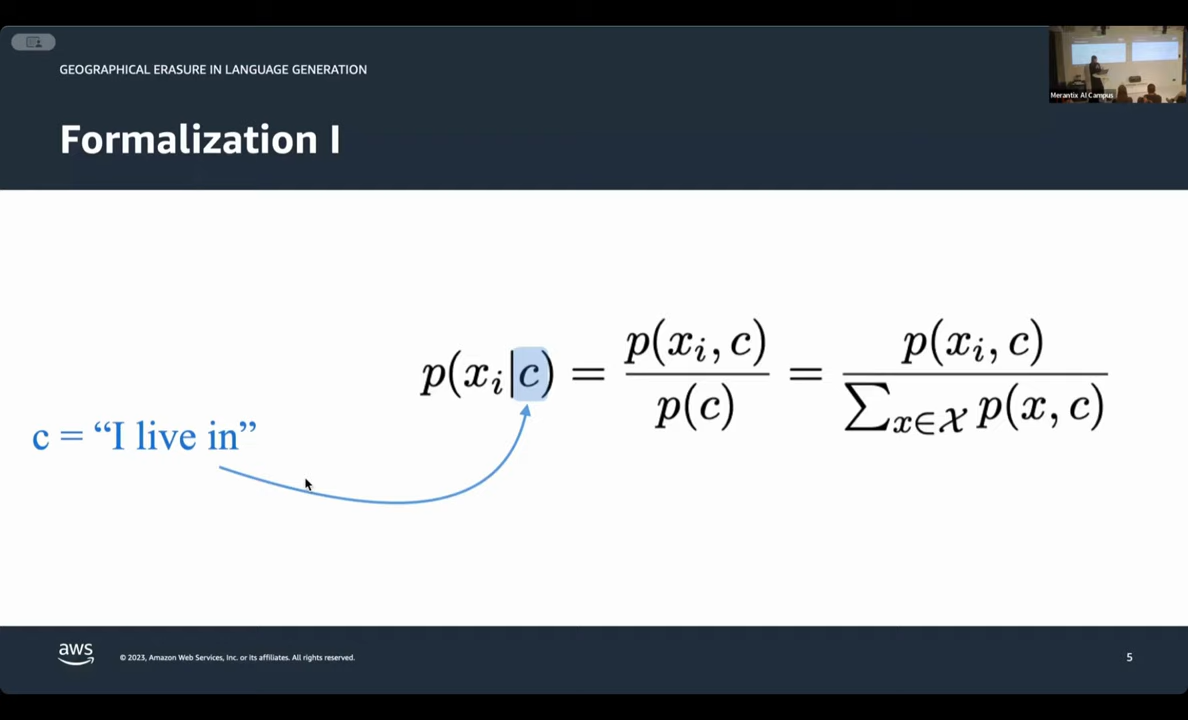 GEOGRAPHICAL ERASURE IN LANGUAGE GENERATION
Merantix AI Campus
Formalization I
p(x_i|c) = p(x_i, c) / p(c) = p(x_i, c) / ∑_{x∈𝒳} p(x, c)
c = “I live in”
aws
© 2023, Amazon Web Services, Inc. or its affiliates. All rights reserved.
5